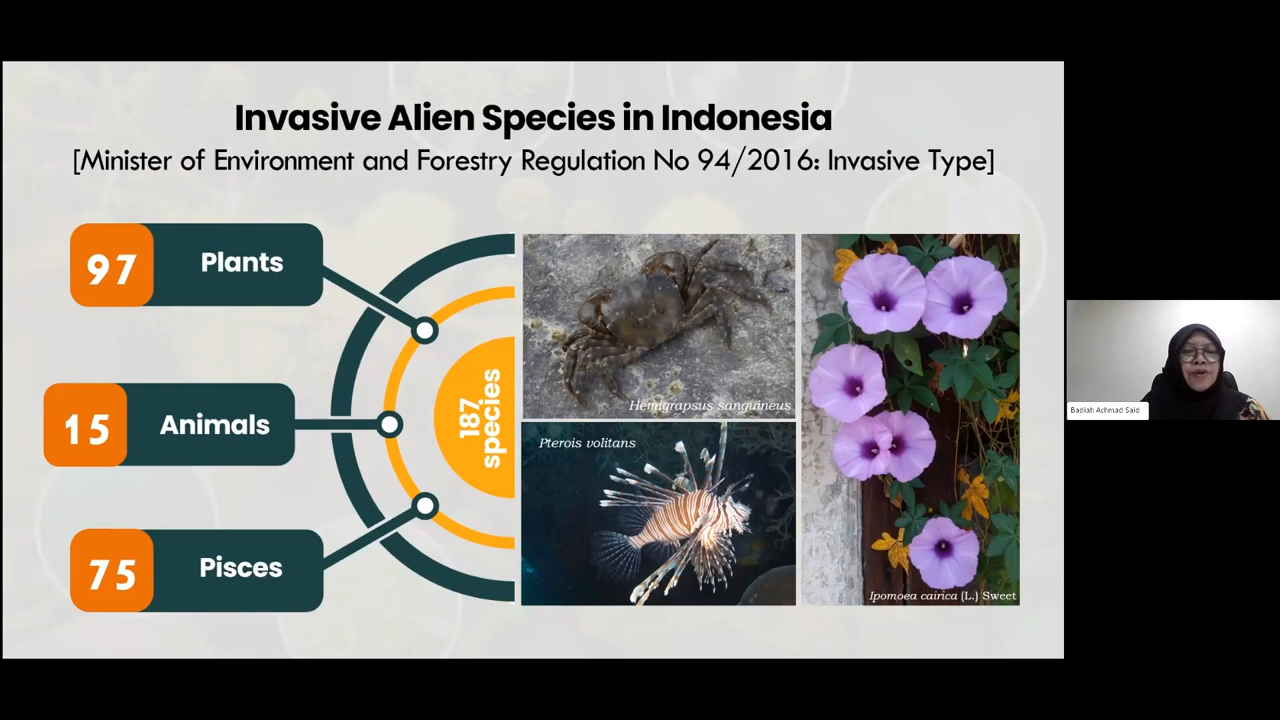 Invasive Alien Species in Indonesia
[Minister of Environment and Forestry Regulation No 94/2016: Invasive Type]
97 Plants
15 Animals
75 Pisces
187
species
Hemigrapsus sanguineus
Pterois volitans
Ipomoea cairica (L.) Sweet
Badiah Achmad Said